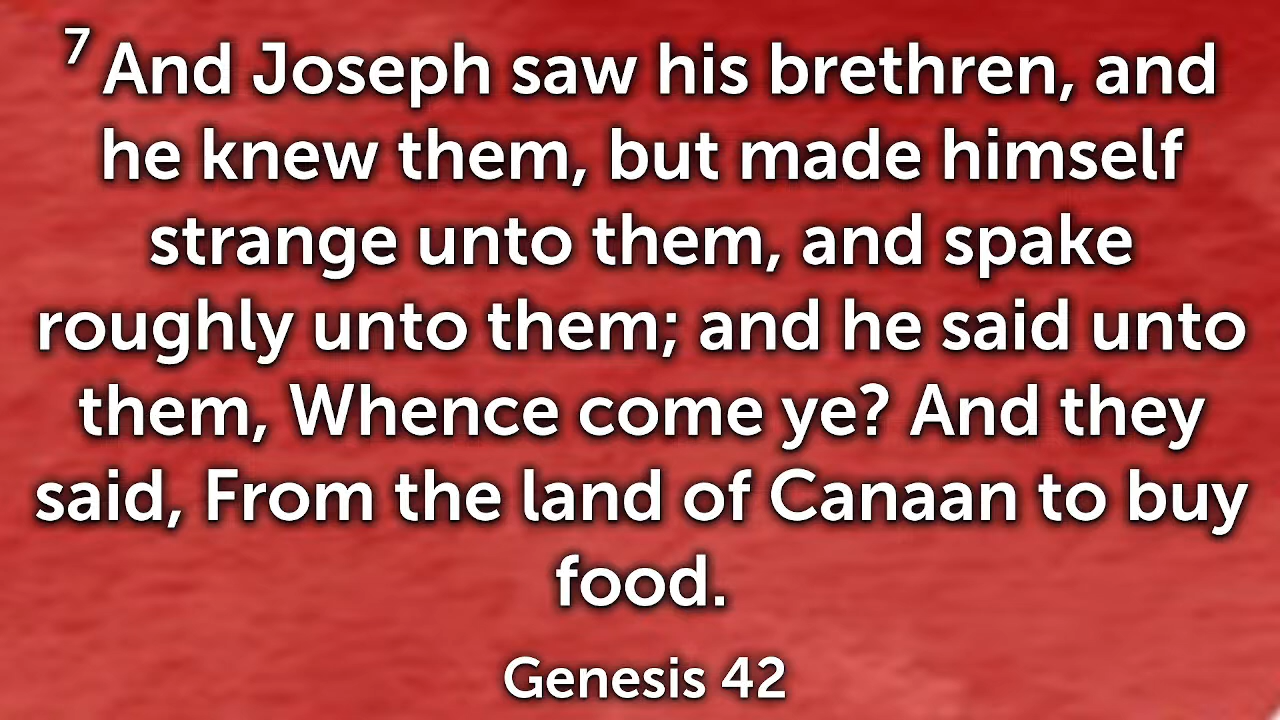 7 And Joseph saw his brethren, and
he knew them, but made himself
strange unto them, and spake
roughly unto them; and he said unto
them, Whence come ye? And they
said, From the land of Canaan to buy
food.
Genesis 42